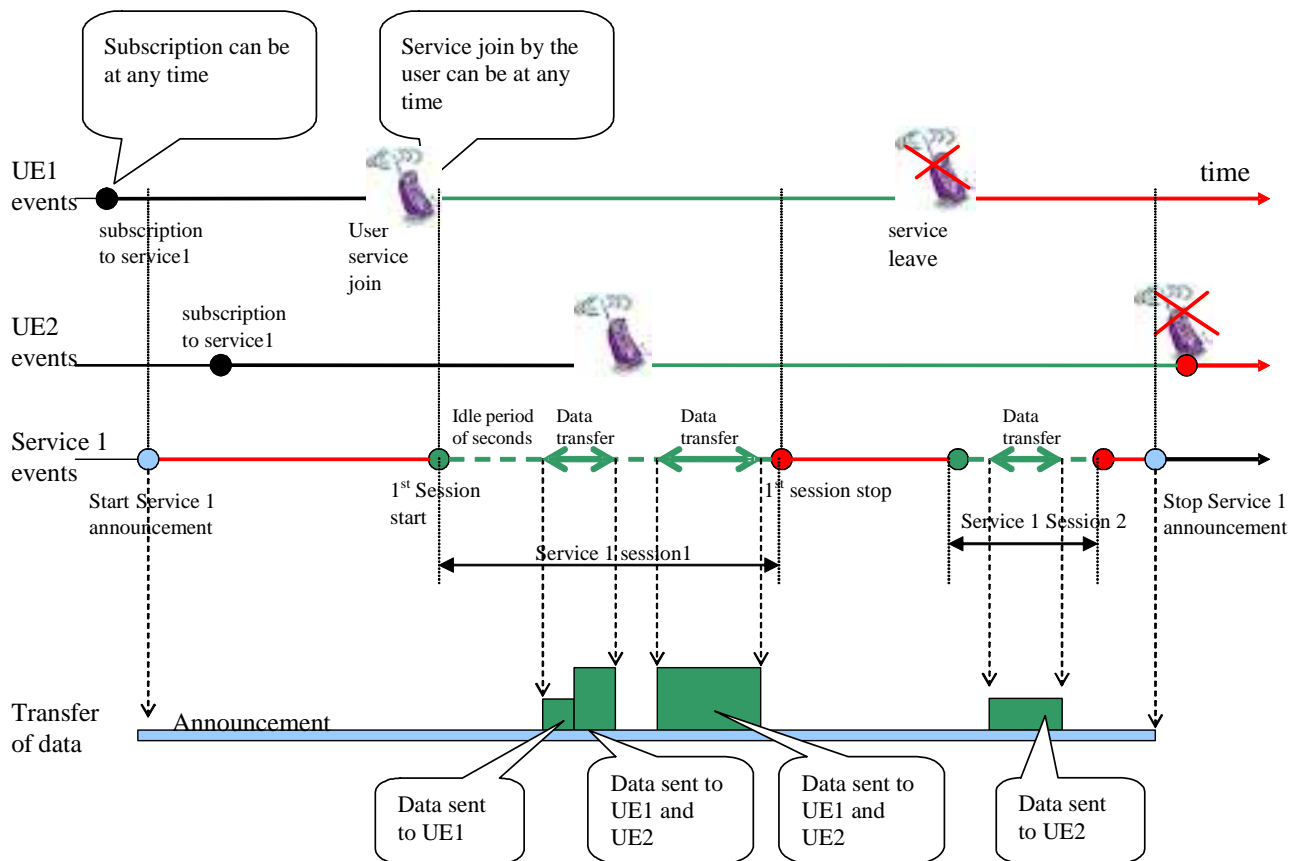 Subscription can be
at any time
Service join by the
user can be at any
time
UE1
events
time
subscription
to service1
User
service
join
service
leave
UE2
events
subscription
to service1
Service 1
events
Idle period
of seconds
Data
transfer
Data
transfer
Data
transfer
Start Service 1
announcement
1st Session
start
1st session stop
Service 1 Session 2
Stop Service 1
announcement
Service 1 session1
Transfer
of data
Announcement
Data sent
to UE1
Data sent to
UE1 and
UE2
Data sent to
UE1 and
UE2
Data sent
to UE2